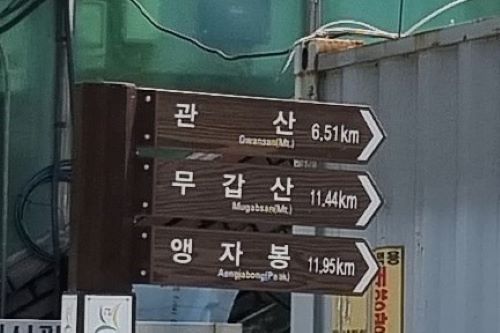 관 산 6.51km
Gwansan(Mt.)
무 갑 산 11.44km
Mugabsan(Mt.)
앵 자 봉 11.95km
Aengjabong(Peak)